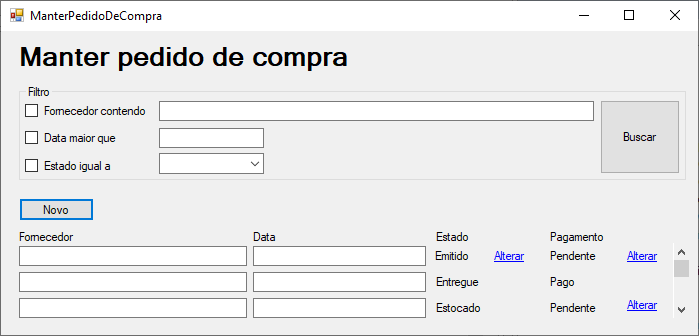 ManterPedidoDeCompra
Manter pedido de compra
Filtro
Fornecedor contendo
Data maior que
Buscar
Estado igual a
Novo
Fornecedor Data Estado Pagamento
Emitido Alterar Pendente Alterar
Entregue Pago
Estocado Pendente Alterar